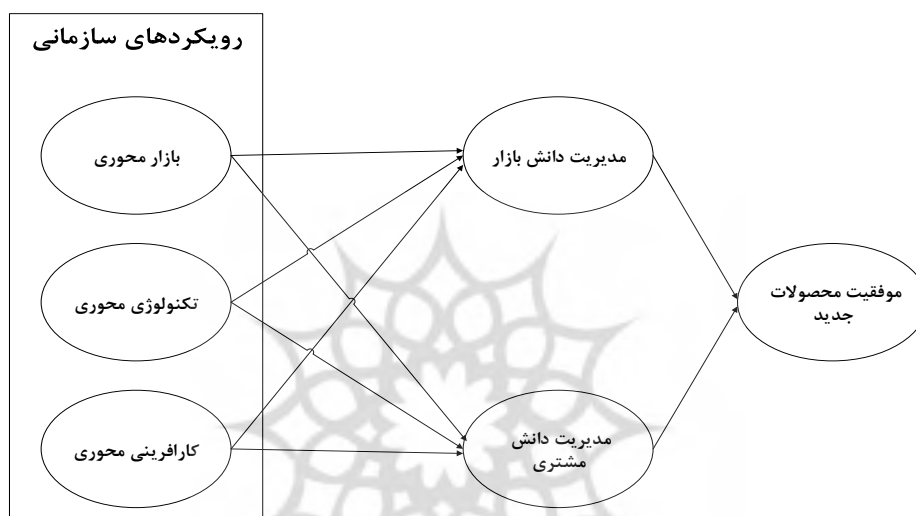 رویکردهای سازمانی
بازار محوری
مدیریت دانش بازار
تکنولوژی محوری
موفقیت محصولات
جدید
کارافرینی محوری
مدیریت دانش
مشتری